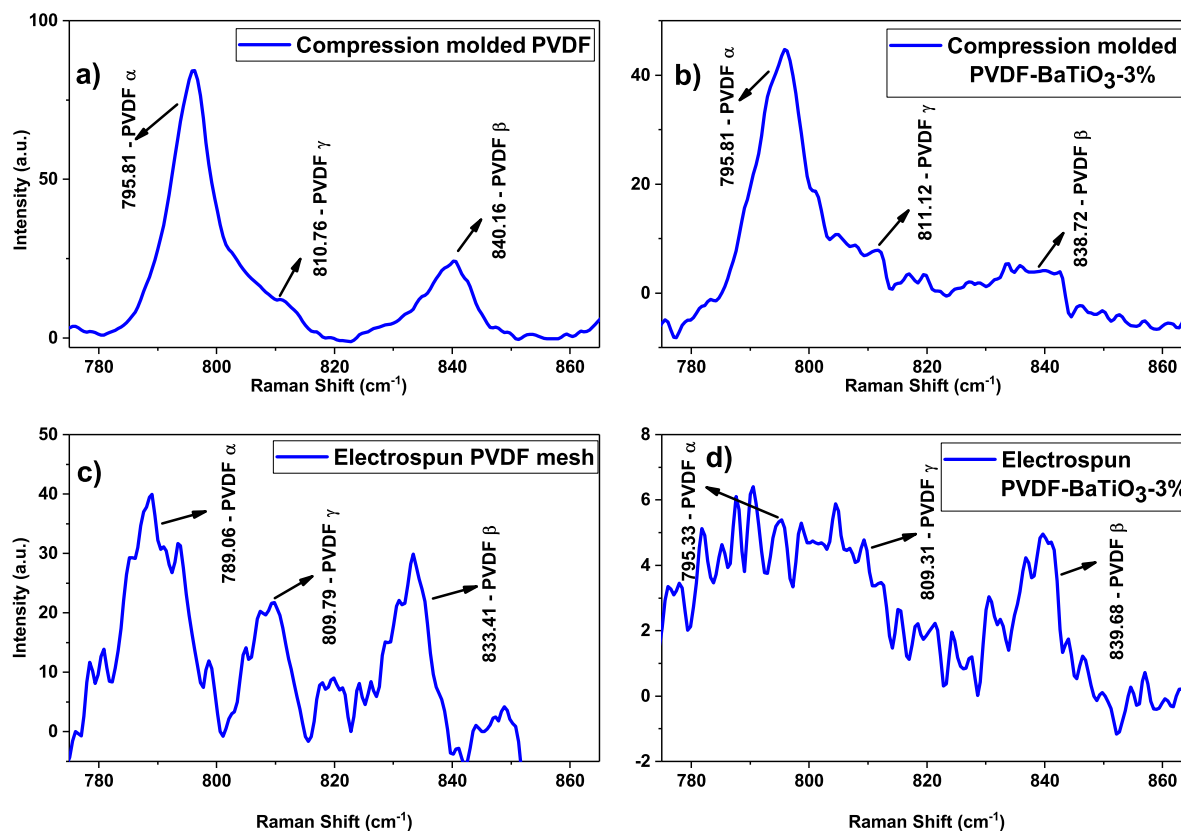 100
50
0
Intensity (a.u.)
a)
Compression molded PVDF
795.81 - PVDF α
810.76 - PVDF γ
840.16 - PVDF β
780
800
820
840
860
Raman Shift (cm⁻¹)
40
20
0
b)
Compression molded
PVDF-BaTiO₃-3%
795.81 - PVDF α
811.12 - PVDF γ
838.72 - PVDF β
780
800
820
840
860
Raman Shift (cm⁻¹)
50
40
30
20
10
0
Intensity (a.u.)
c)
Electrospun PVDF mesh
789.06 - PVDF α
809.79 - PVDF γ
833.41 - PVDF β
780
800
820
840
860
Raman Shift (cm⁻¹)
8
6
4
2
0
-2
d)
Electrospun
PVDF-BaTiO₃-3%
795.33 - PVDF α
809.31 - PVDF γ
839.68 - PVDF β
780
800
820
840
860
Raman Shift (cm⁻¹)